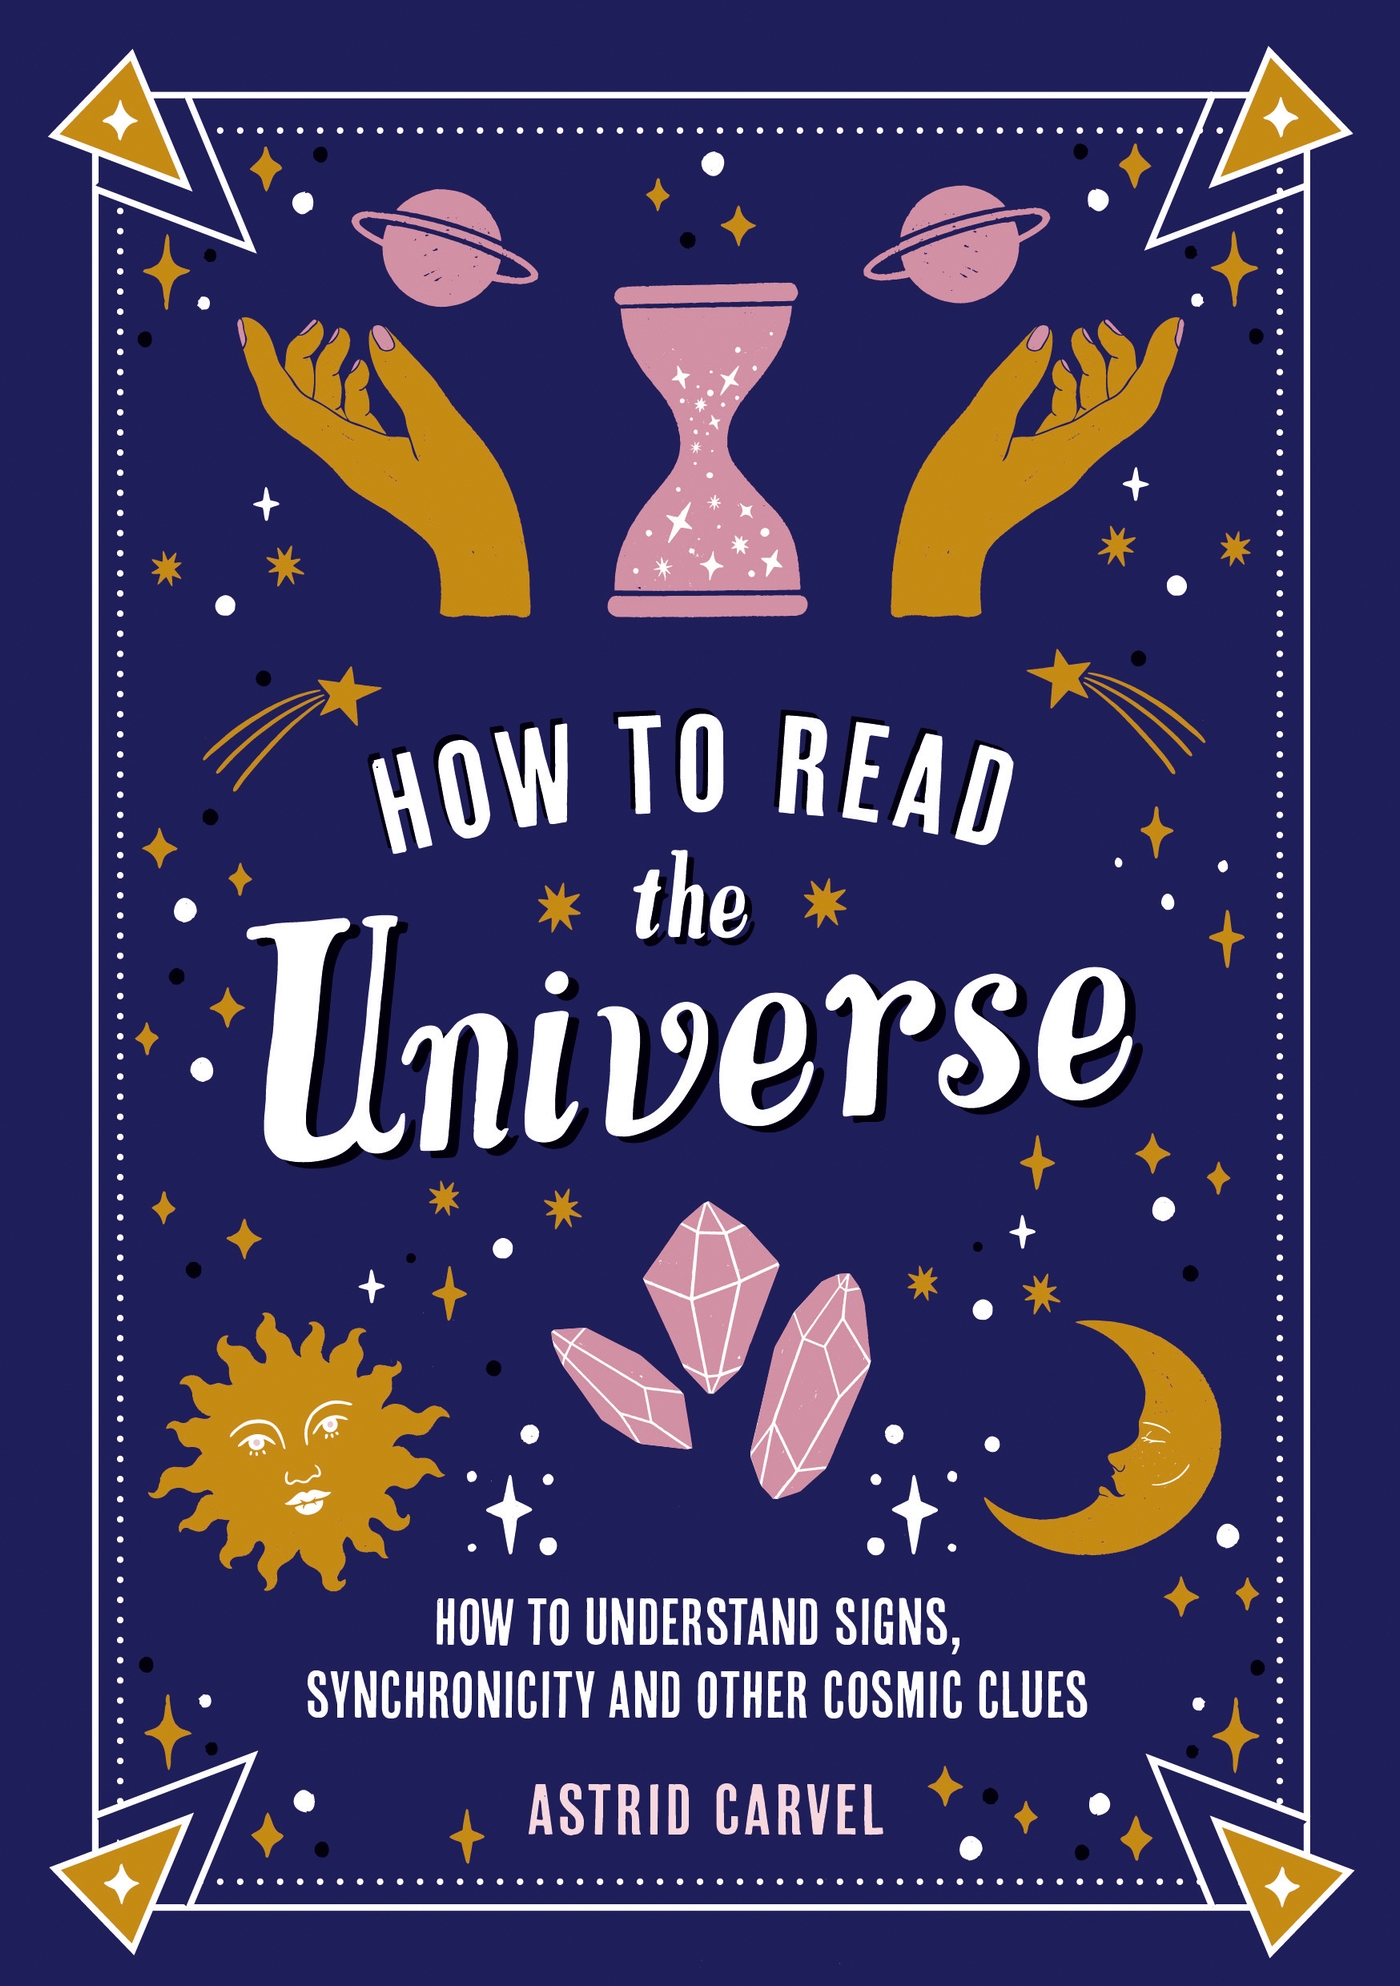 HOW TO READ
the
Universe
HOW TO UNDERSTAND SIGNS,
SYNCHRONICITY AND OTHER COSMIC CLUES
ASTRID CARVEL